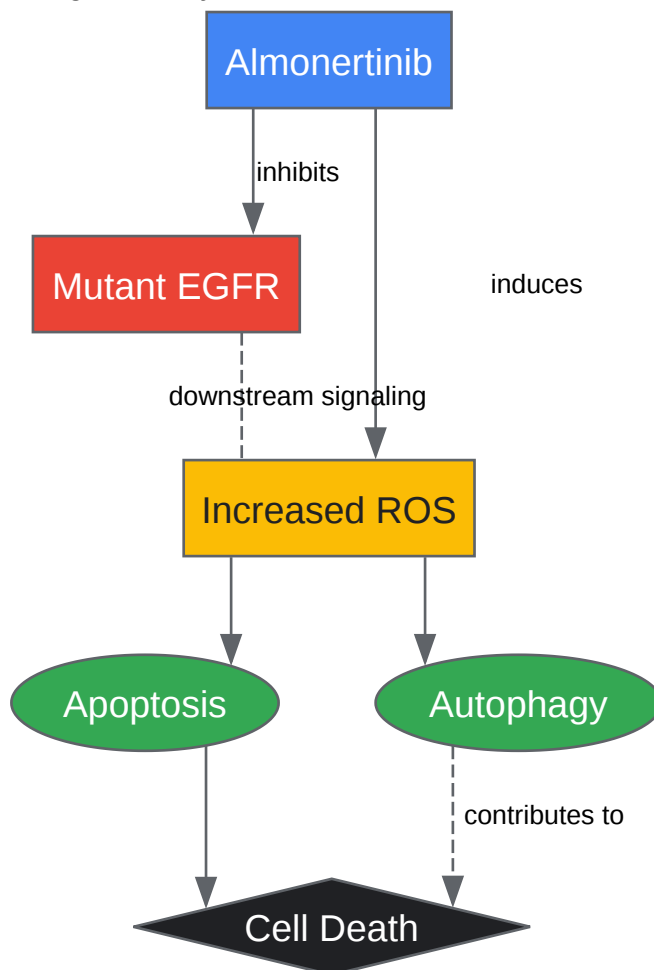 Almonertinib
inhibits
Mutant EGFR
induces
downstream signaling
Increased ROS
Apoptosis
Autophagy
contributes to
Cell Death